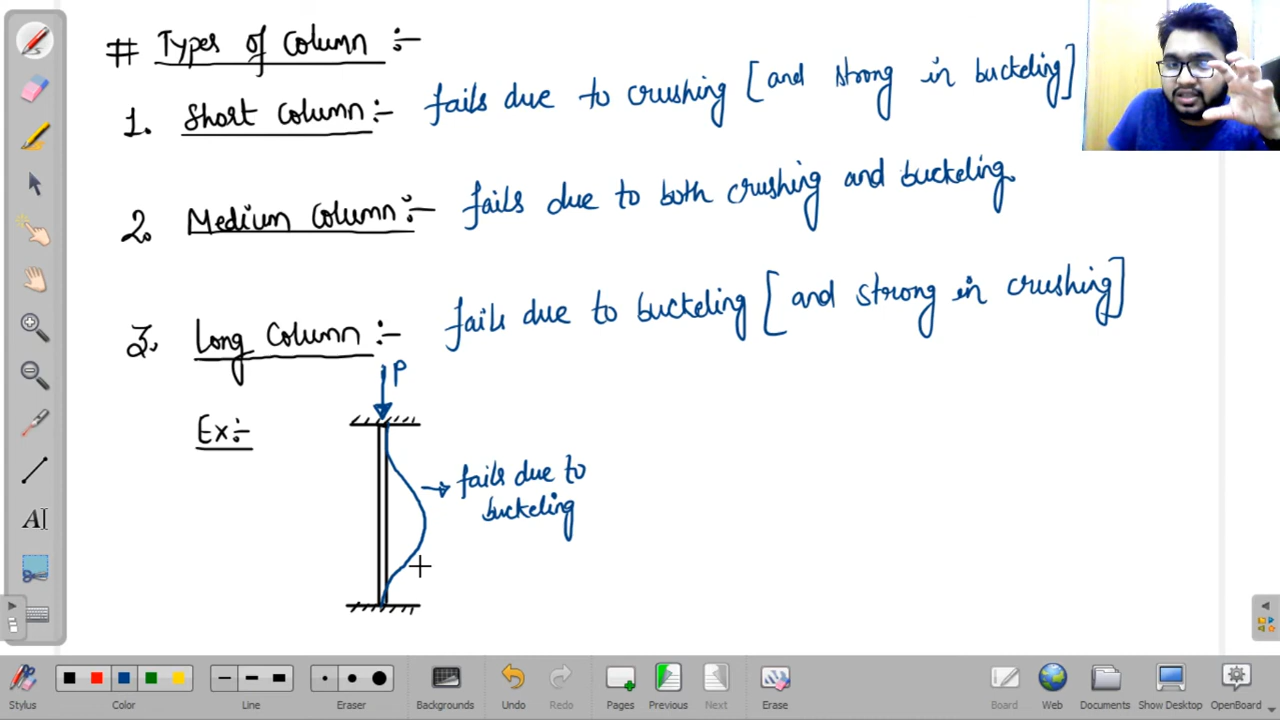 # Types of Column :-
1. Short Column :- fails due to crushing [and strong in buckeling]
2. Medium Column :- fails due to both crushing and buckeling.
3. Long Column :- fails due to buckeling [and strong in crushing]
P
Ex:-
fails due to
buckeling
Stylus
Color
Line
Eraser
Backgrounds
Undo
Redo
Pages
Previous
Next
Erase
Board
Web
Documents
Show Desktop
OpenBoard